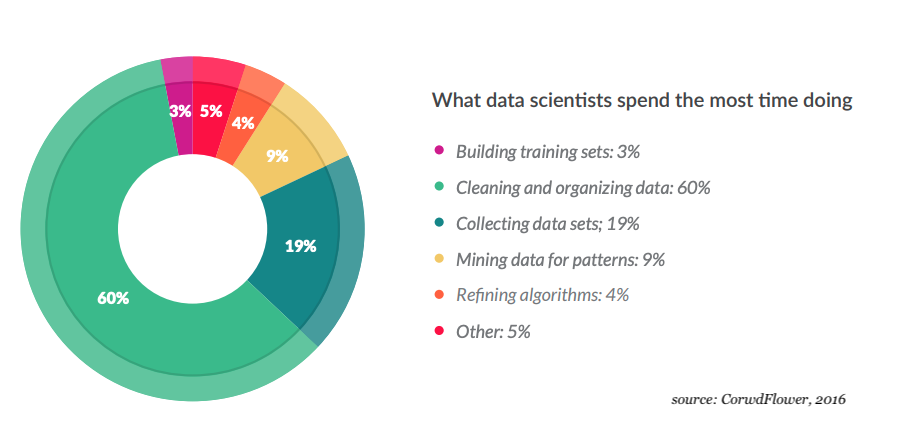 3%
5%
4%
9%
19%
60%
What data scientists spend the most time doing
Building training sets: 3%
Cleaning and organizing data: 60%
Collecting data sets; 19%
Mining data for patterns: 9%
Refining algorithms: 4%
Other: 5%
source: CorwdFlower, 2016